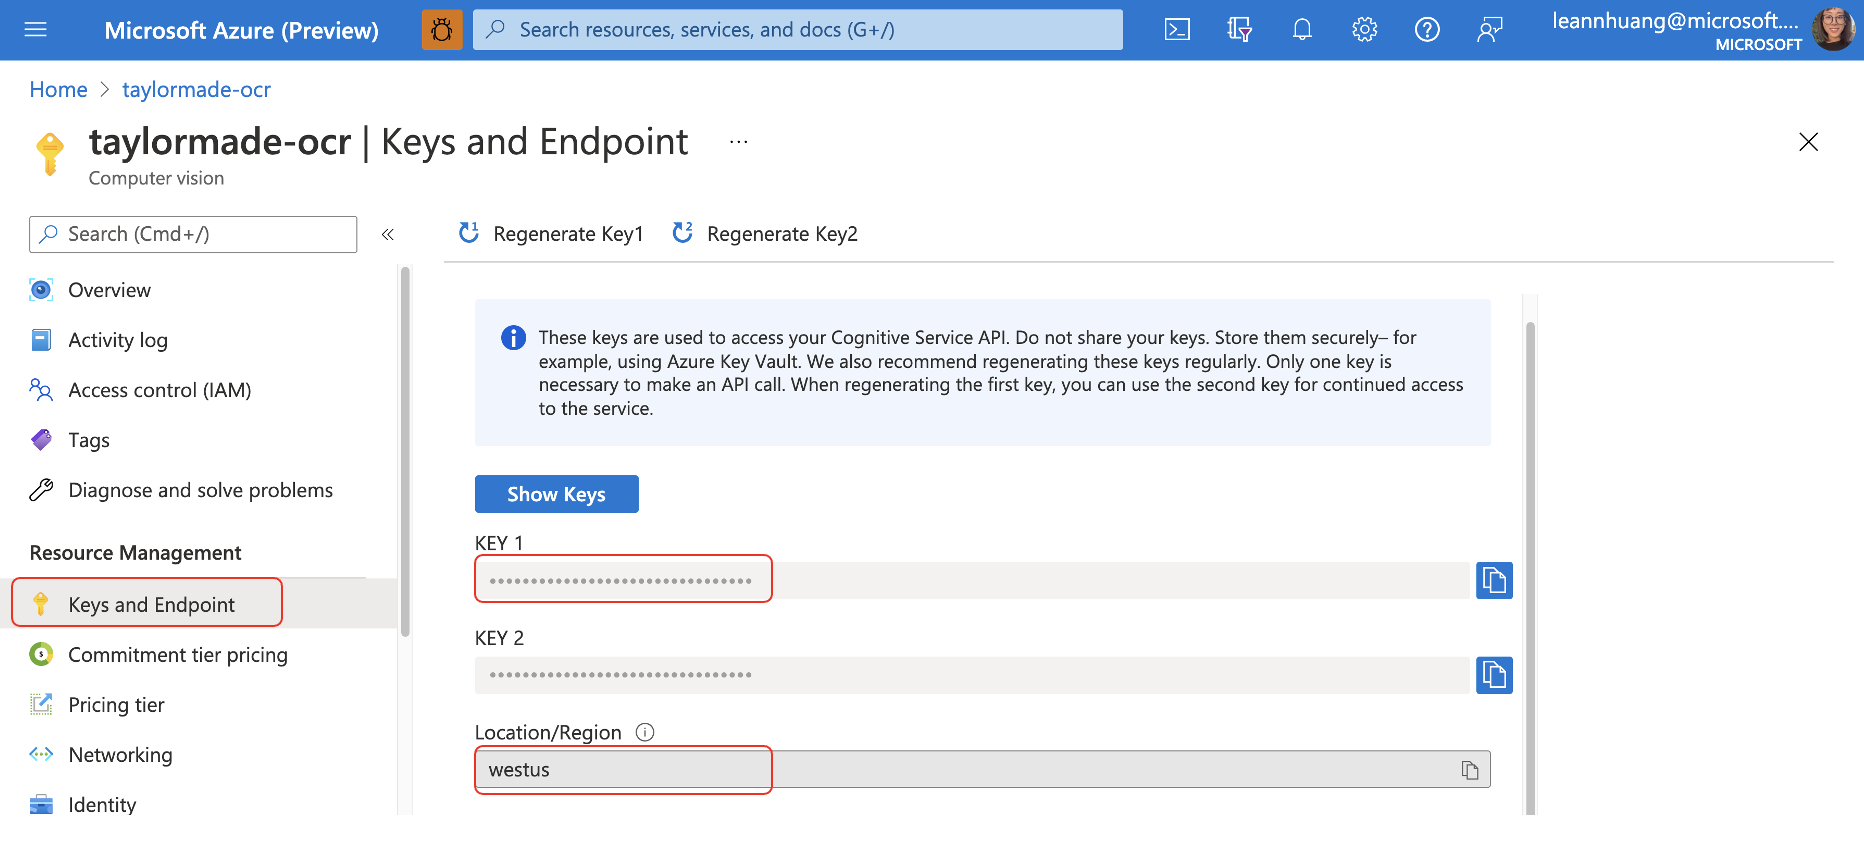 Microsoft Azure (Preview)
Search resources, services, and docs (G+/)
leannhuang@microsoft....
MICROSOFT
Home > taylormade-ocr
taylormade-ocr | Keys and Endpoint ...
Computer vision
Search (Cmd+/)
«
Overview
Activity log
Access control (IAM)
Tags
Diagnose and solve problems
Resource Management
Keys and Endpoint
Commitment tier pricing
Pricing tier
Networking
Identity
Regenerate Key1
Regenerate Key2
These keys are used to access your Cognitive Service API. Do not share your keys. Store them securely– for
example, using Azure Key Vault. We also recommend regenerating these keys regularly. Only one key is
necessary to make an API call. When regenerating the first key, you can use the second key for continued access
to the service.
Show Keys
KEY 1
••••••••••••••••••••••••••••••••
KEY 2
••••••••••••••••••••••••••••••••
Location/Region
westus